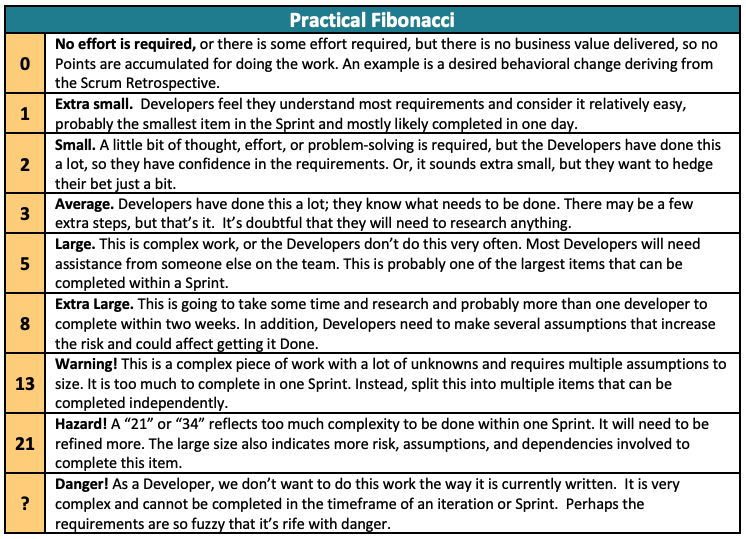 Practical Fibonacci
0
No effort is required, or there is some effort required, but there is no business value delivered, so no
Points are accumulated for doing the work. An example is a desired behavioral change deriving from
the Scrum Retrospective.
1
Extra small.  Developers feel they understand most requirements and consider it relatively easy,
probably the smallest item in the Sprint and mostly likely completed in one day.
2
Small. A little bit of thought, effort, or problem-solving is required, but the Developers have done this
a lot, so they have confidence in the requirements. Or, it sounds extra small, but they want to hedge
their bet just a bit.
3
Average. Developers have done this a lot; they know what needs to be done. There may be a few
extra steps, but that’s it.  It’s doubtful that they will need to research anything.
5
Large. This is complex work, or the Developers don’t do this very often. Most Developers will need
assistance from someone else on the team. This is probably one of the largest items that can be
completed within a Sprint.
8
Extra Large. This is going to take some time and research and probably more than one developer to
complete within two weeks. In addition, Developers need to make several assumptions that increase
the risk and could affect getting it Done.
13
Warning! This is a complex piece of work with a lot of unknowns and requires multiple assumptions to
size. It is too much to complete in one Sprint. Instead, split this into multiple items that can be
completed independently.
21
Hazard! A “21” or “34” reflects too much complexity to be done within one Sprint. It will need to be
refined more. The large size also indicates more risk, assumptions, and dependencies involved to
complete this item.
?
Danger! As a Developer, we don’t want to do this work the way it is currently written.  It is very
complex and cannot be completed in the timeframe of an iteration or Sprint.  Perhaps the
requirements are so fuzzy that it’s rife with danger.